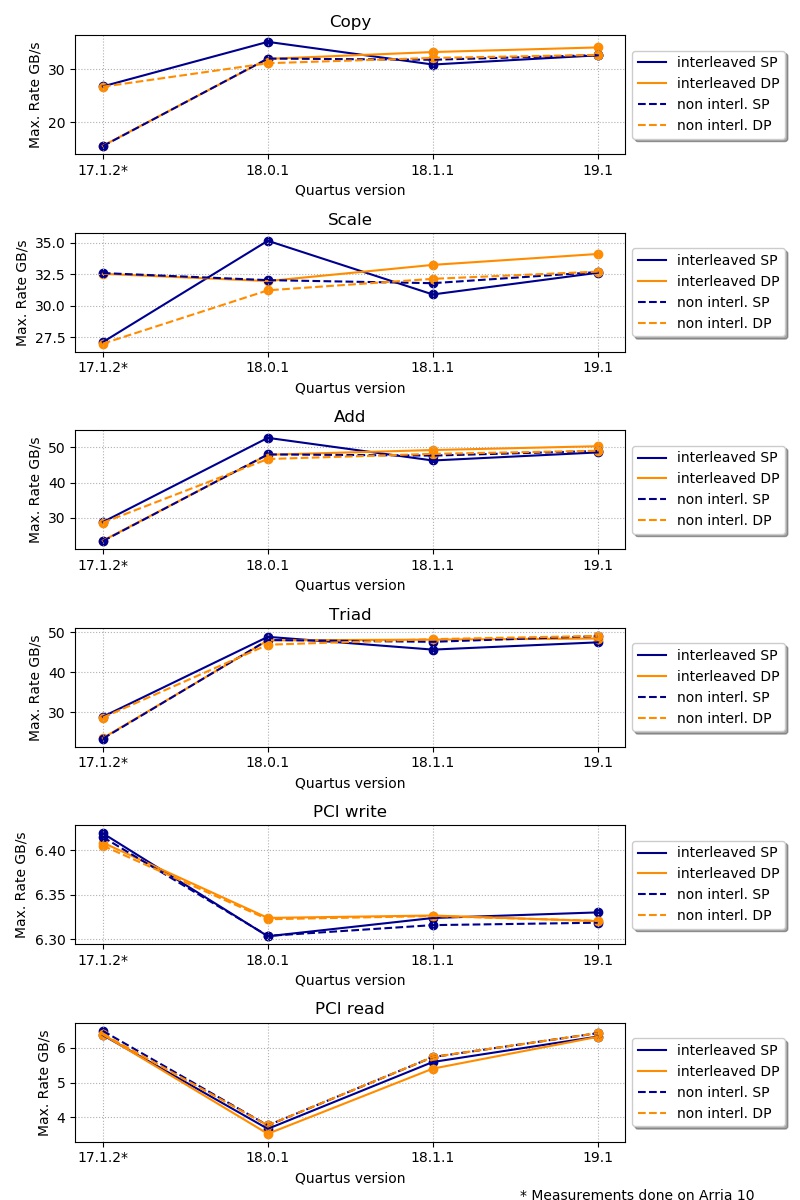 Copy
Max. Rate GB/s
30
20
17.1.2* 18.0.1 18.1.1 19.1
Quartus version
interleaved SP
interleaved DP
non interl. SP
non interl. DP
Scale
Max. Rate GB/s
35.0
32.5
30.0
27.5
17.1.2* 18.0.1 18.1.1 19.1
Quartus version
interleaved SP
interleaved DP
non interl. SP
non interl. DP
Add
Max. Rate GB/s
50
40
30
17.1.2* 18.0.1 18.1.1 19.1
Quartus version
interleaved SP
interleaved DP
non interl. SP
non interl. DP
Triad
Max. Rate GB/s
50
40
30
17.1.2* 18.0.1 18.1.1 19.1
Quartus version
interleaved SP
interleaved DP
non interl. SP
non interl. DP
PCI write
Max. Rate GB/s
6.40
6.35
6.30
17.1.2* 18.0.1 18.1.1 19.1
Quartus version
interleaved SP
interleaved DP
non interl. SP
non interl. DP
PCI read
Max. Rate GB/s
6
5
4
17.1.2* 18.0.1 18.1.1 19.1
Quartus version
interleaved SP
interleaved DP
non interl. SP
non interl. DP
* Measurements done on Arria 10